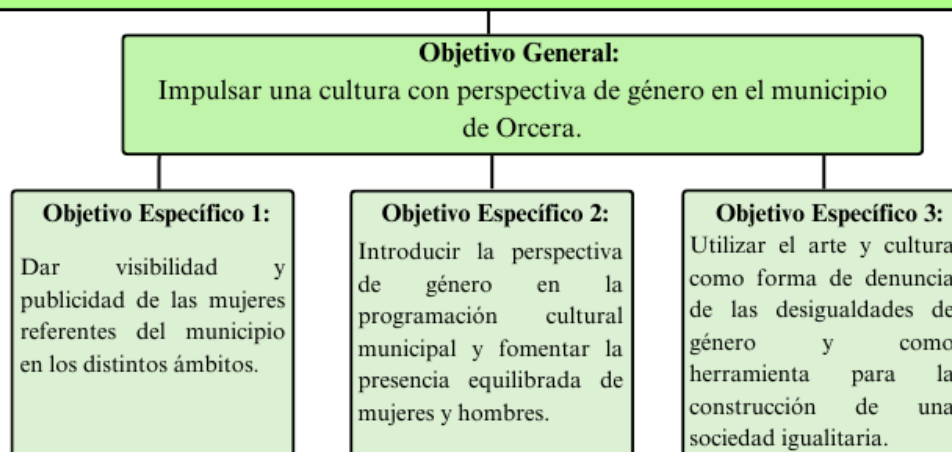 Objetivo General:
Impulsar una cultura con perspectiva de género en el municipio
de Orcera.
Objetivo Específico 1:
Dar visibilidad y
publicidad de las mujeres
referentes del municipio
en los distintos ámbitos.
Objetivo Específico 2:
Introducir la perspectiva
de género en la
programación cultural
municipal y fomentar la
presencia equilibrada de
mujeres y hombres.
Objetivo Específico 3:
Utilizar el arte y cultura
como forma de denuncia
de las desigualdades de
género y como
herramienta para la
construcción de una
sociedad igualitaria.